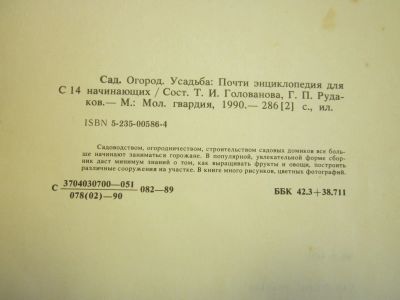 Сад. Огород. Усадьба: Почти энциклопедия для
С 14 начинающих / Сост. Т. И. Голованова, Г. П. Руда-
ков.— М.: Мол. гвардия, 1990.— 286[2] с., ил.
ISBN 5-235-00586-4
Садоводством, огородничеством, строительством садовых домиков все боль-
ше начинают заниматься горожане. В популярной, увлекательной форме сбор-
ник даст минимум знаний о том, как выращивать фрукты и овощи, построить
различные сооружения на участке. В книге много рисунков, цветных фотографий.
С 3704030700—051 082—89
078(02)—90
ББК 42.3+38.711